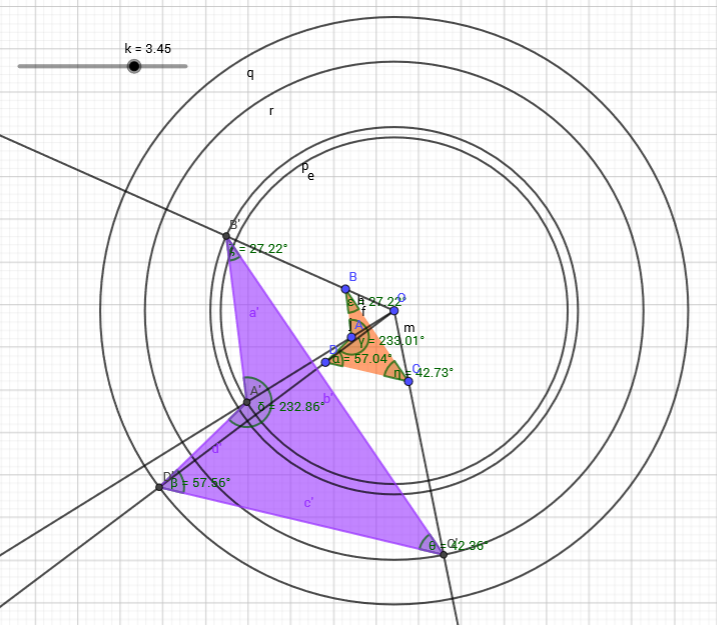 k = 3.45
q
r
p
e
B'
= 27.22°
B
= 27.22°
O
f
a'
m
A
γ = 233.01°
D
α = 57.04°
C
η = 42.73°
A'
b'
δ = 232.86°
d'
D'
β = 57.56°
c'
C'
θ = 42.36°